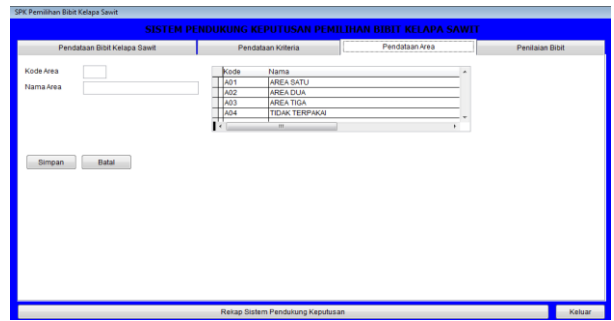 SPK Pemilihan Bibit Kelapa Sawit
SISTEM PENDUKUNG KEPUTUSAN PEMILIHAN BIBIT KELAPA SAWIT
Pendataan Bibit Kelapa Sawit Pendataan Kriteria Pendataan Area Penilaian Bibit
Kode Area
Nama Area
Kode Nama
A01 AREA SATU
A02 AREA DUA
A03 AREA TIGA
A04 TIDAK TERPAKAI
Simpan Batal
Rekap Sistem Pendukung Keputusan Keluar